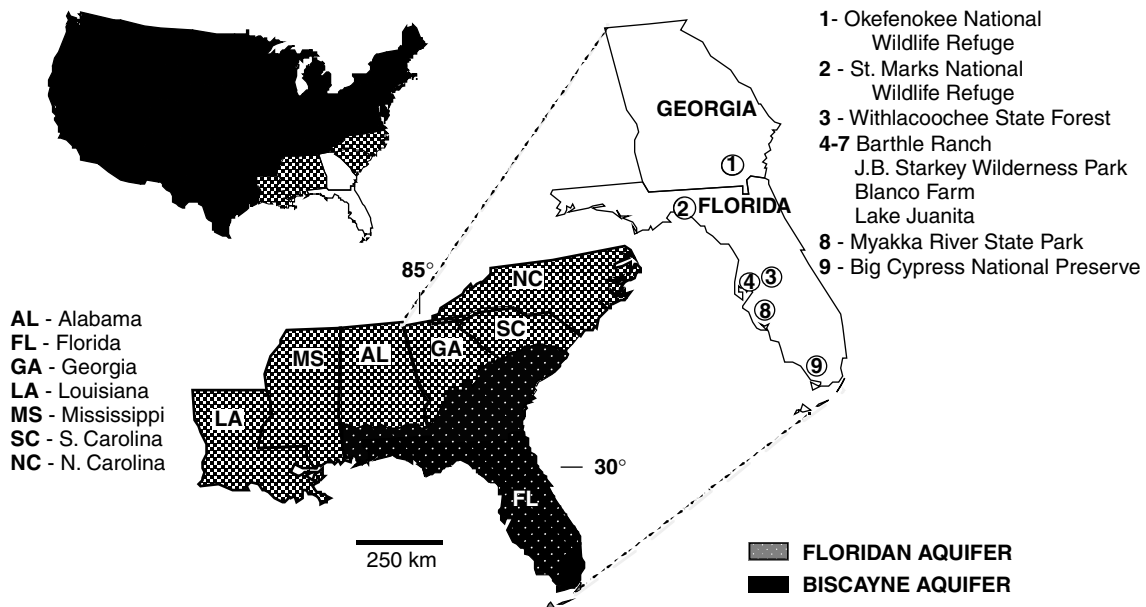 1- Okefenokee National
Wildlife Refuge
2 - St. Marks National
Wildlife Refuge
3 - Withlacoochee State Forest
4-7 Barthle Ranch
J.B. Starkey Wilderness Park
Blanco Farm
Lake Juanita
8 - Myakka River State Park
9 - Big Cypress National Preserve
GEORGIA
1
2
FLORIDA
4
3
8
9
85°
NC
SC
MS
AL
GA
LA
FL
30°
AL - Alabama
FL - Florida
GA - Georgia
LA - Louisiana
MS - Mississippi
SC - S. Carolina
NC - N. Carolina
250 km
FLORIDAN AQUIFER
BISCAYNE AQUIFER